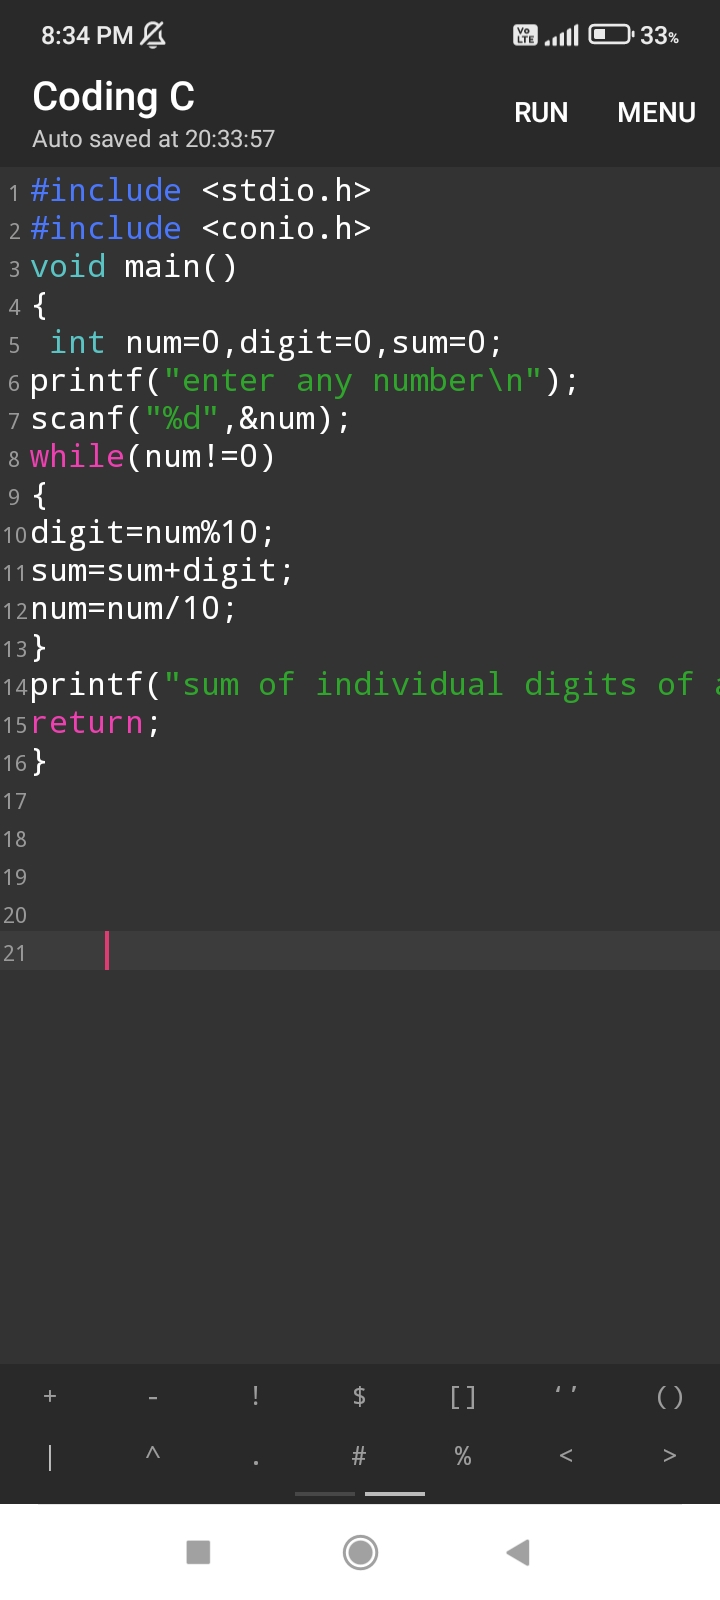 8:34 PM VoLTE 33%
Coding C
RUN MENU
Auto saved at 20:33:57
1 #include <stdio.h>
2 #include <conio.h>
3 void main()
4 {
5 int num=0,digit=0,sum=0;
6 printf("enter any number\n");
7 scanf("%d",&num);
8 while(num!=0)
9 {
10 digit=num%10;
11 sum=sum+digit;
12 num=num/10;
13 }
14 printf("sum of individual digits of
15 return;
16 }
17
18
19
20
21
+ - ! $ [] ‘’ ()
| ^ . # % < >